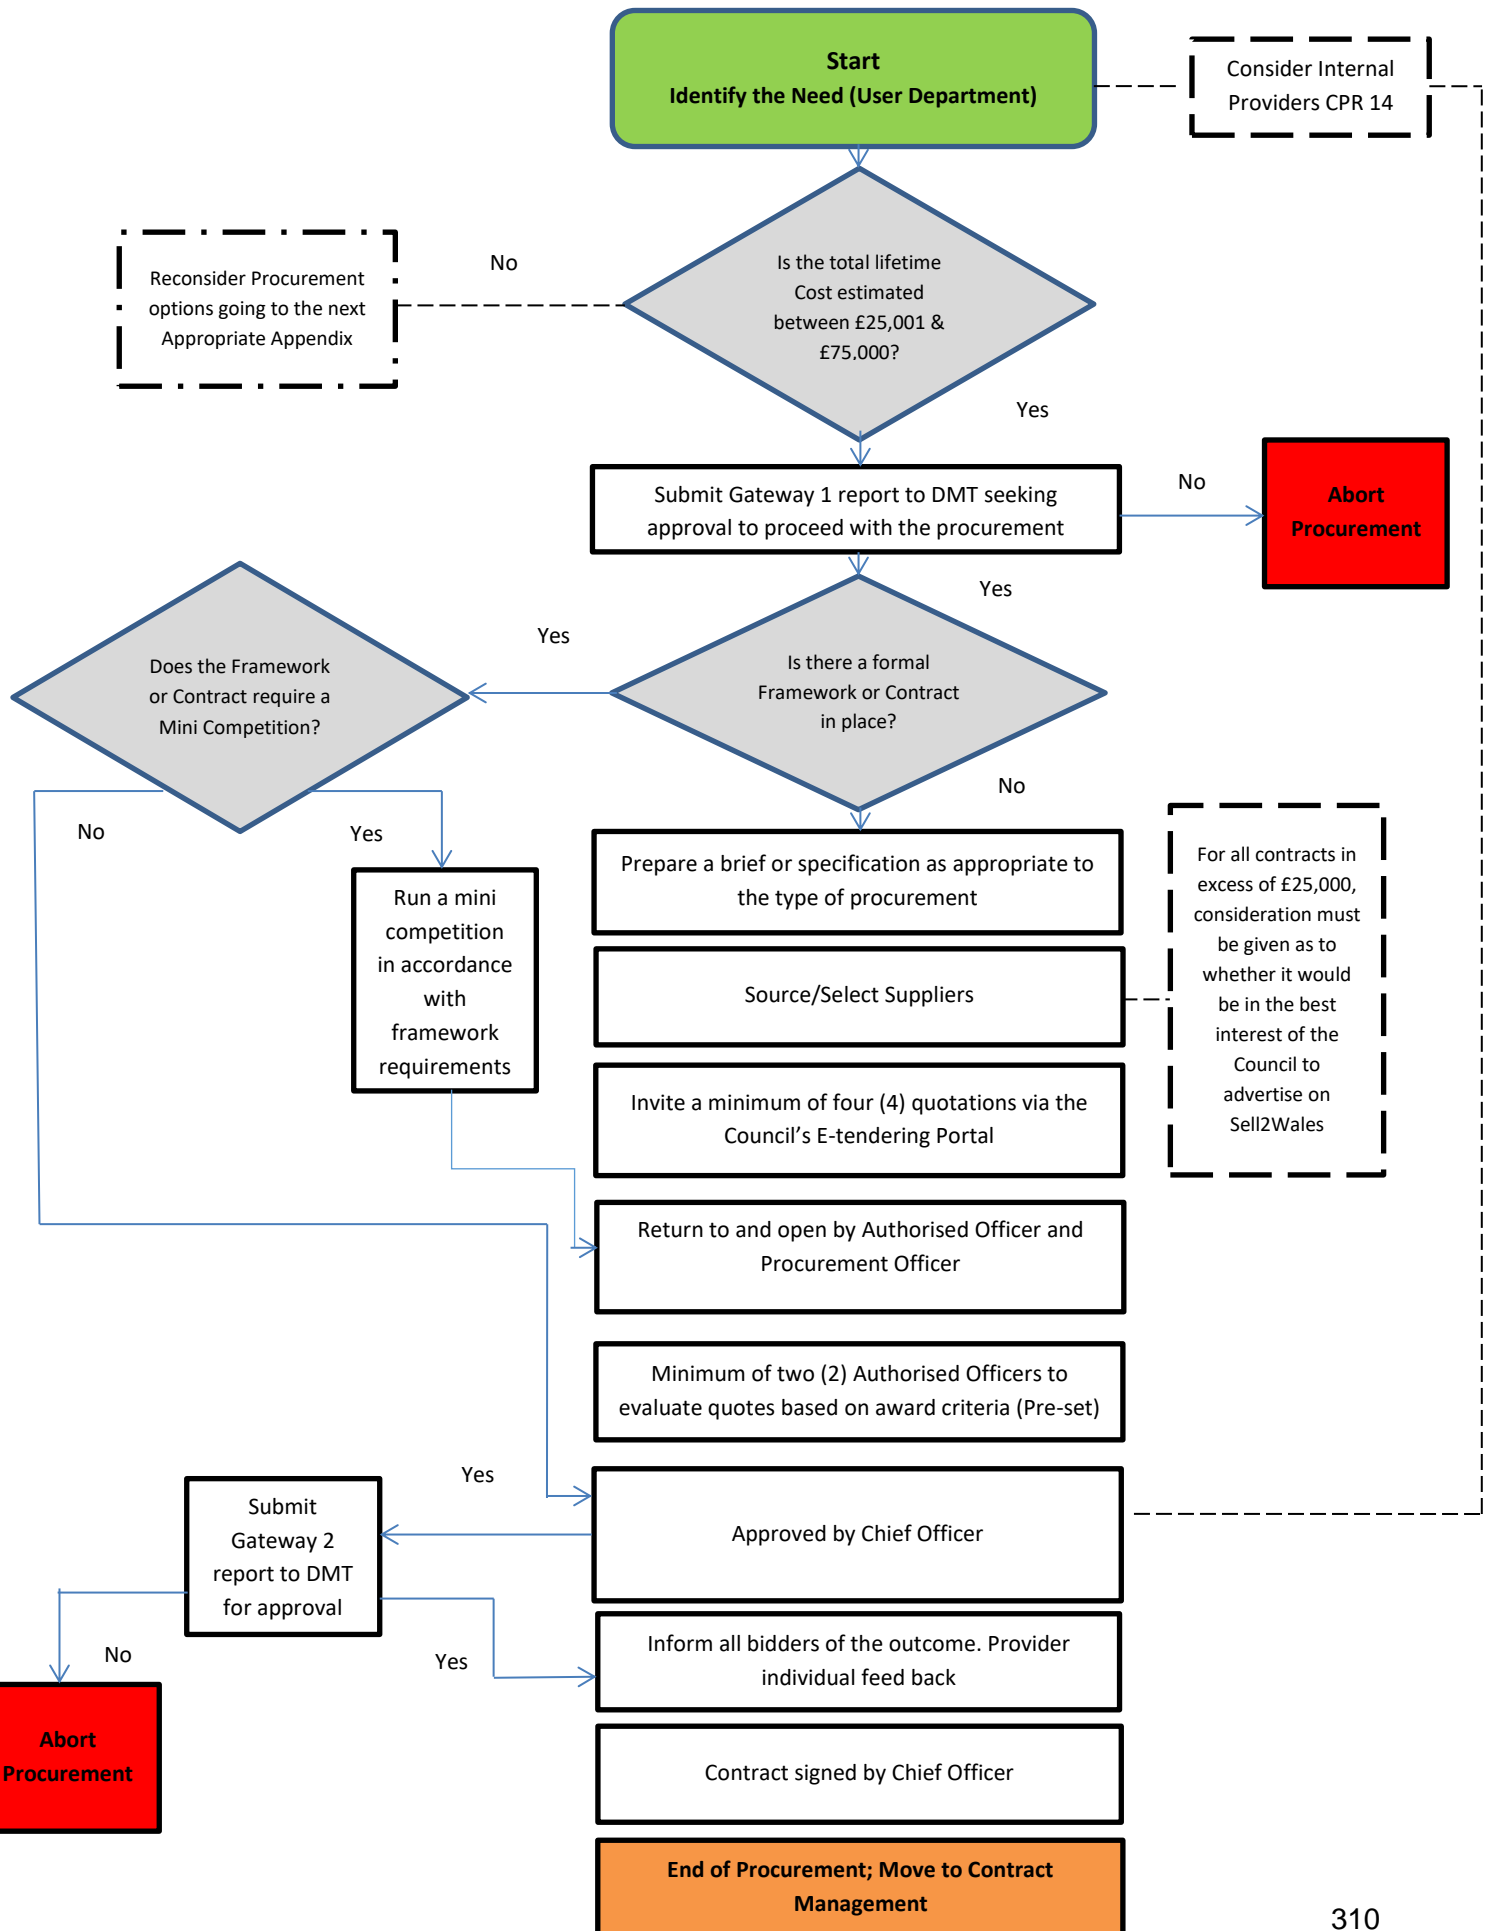 Start
Identify the Need (User Department)
Consider Internal
Providers CPR 14
Is the total lifetime
Cost estimated
between £25,001 &
£75,000?
No
Reconsider Procurement
options going to the next
Appropriate Appendix
Yes
Submit Gateway 1 report to DMT seeking
approval to proceed with the procurement
No
Abort
Procurement
Yes
Is there a formal
Framework or Contract
in place?
Yes
Does the Framework
or Contract require a
Mini Competition?
No
No
Yes
Run a mini
competition
in accordance
with
framework
requirements
Prepare a brief or specification as appropriate to
the type of procurement
Source/Select Suppliers
For all contracts in
excess of £25,000,
consideration must
be given as to
whether it would
be in the best
interest of the
Council to
advertise on
Sell2Wales
Invite a minimum of four (4) quotations via the
Council’s E-tendering Portal
Return to and open by Authorised Officer and
Procurement Officer
Minimum of two (2) Authorised Officers to
evaluate quotes based on award criteria (Pre-set)
Yes
Approved by Chief Officer
Submit
Gateway 2
report to DMT
for approval
No
Yes
Abort
Procurement
Inform all bidders of the outcome. Provider
individual feed back
Contract signed by Chief Officer
End of Procurement; Move to Contract
Management
310